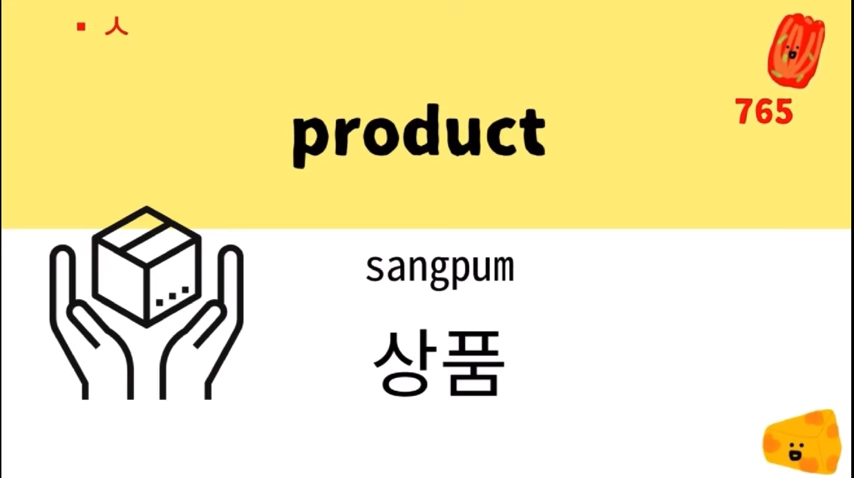 ▪ ㅅ
765
product
sangpum
상품